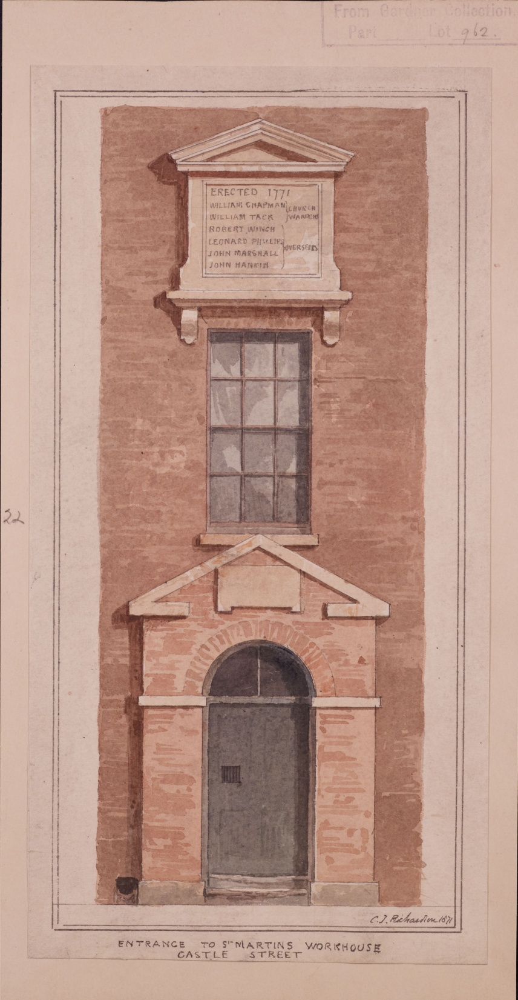 From Gardner Collection.
Part Lot 962.
ERECTED 1771
WILLIAM CHAPMAN
WILLIAM TACK
CHURCH
WARDENS
ROBERT WINCH
LEONARD PHILLIPS
JOHN MARSHALL
JOHN HANKIN
OVERSEERS
22
C. J. Richardson 1871
ENTRANCE TO ST MARTINS WORKHOUSE
CASTLE STREET